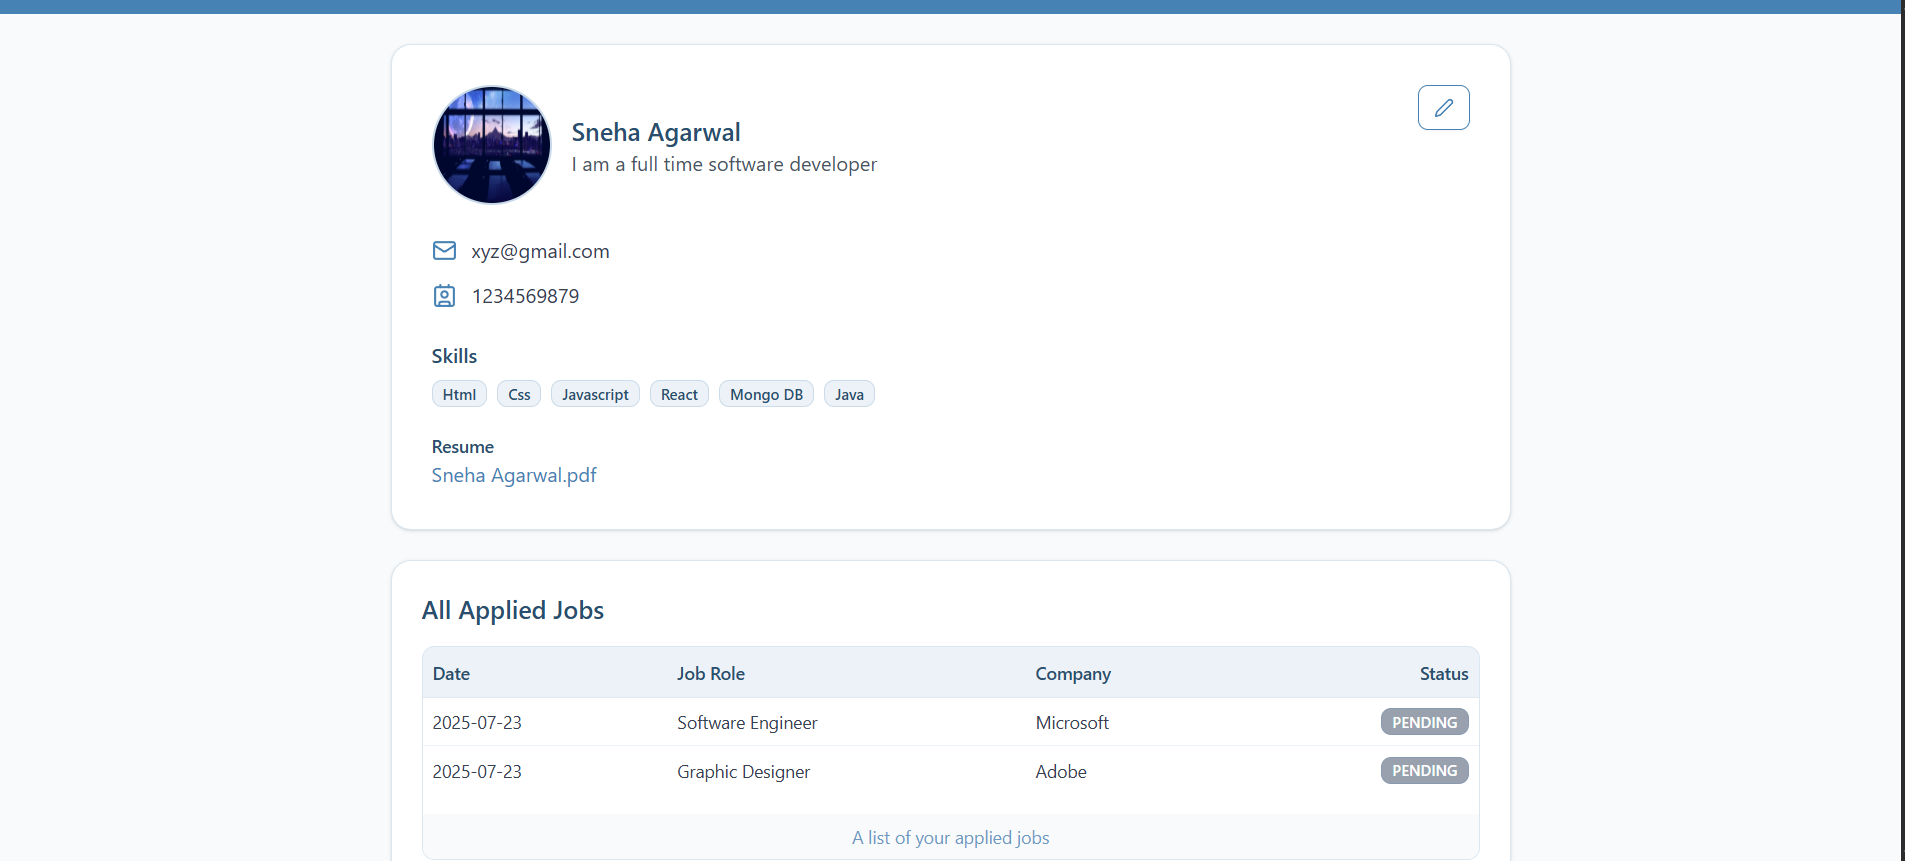 Sneha Agarwal
I am a full time software developer
xyz@gmail.com
1234569879
Skills
Html Css Javascript React Mongo DB Java
Resume
Sneha Agarwal.pdf
All Applied Jobs
Date Job Role Company Status
2025-07-23 Software Engineer Microsoft PENDING
2025-07-23 Graphic Designer Adobe PENDING
A list of your applied jobs